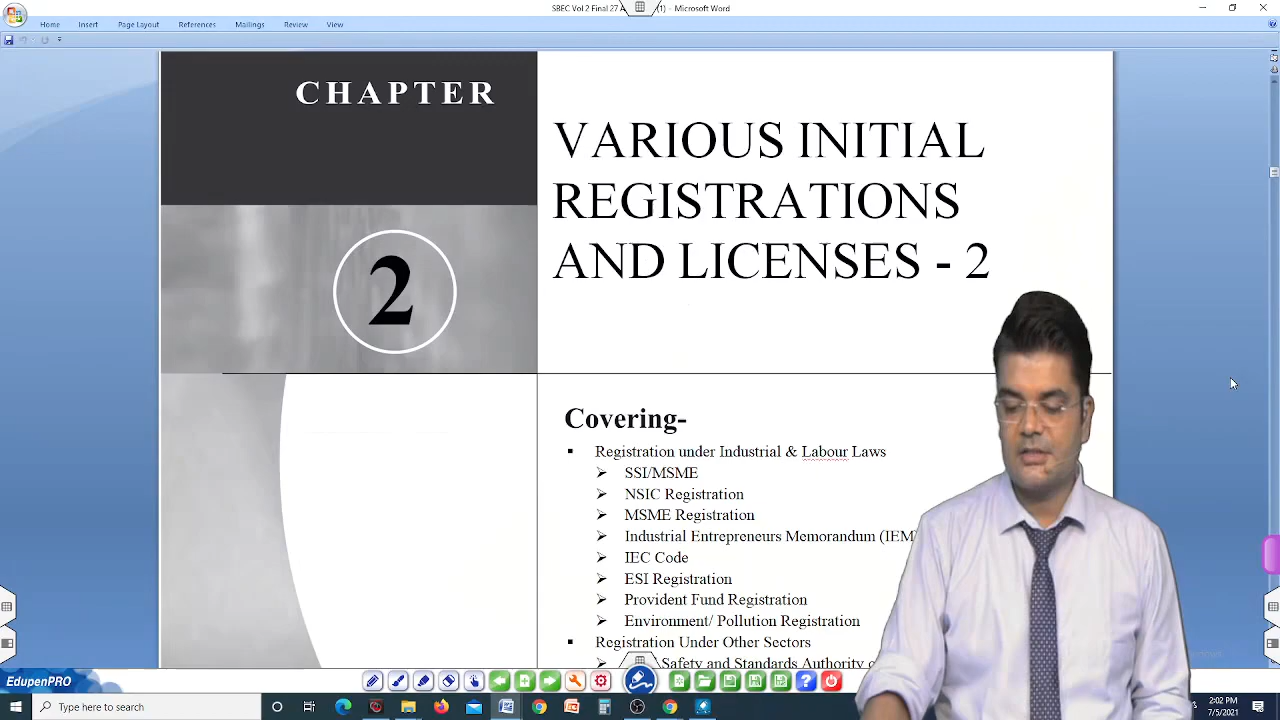 SBEC Vol 2 Final 27 A (1) - Microsoft Word
Home Insert Page Layout References Mailings Review View
CHAPTER
2
VARIOUS INITIAL
REGISTRATIONS
AND LICENSES - 2
Covering-
Registration under Industrial & Labour Laws
SSI/MSME
NSIC Registration
MSME Registration
Industrial Entrepreneurs Memorandum (IEM)
IEC Code
ESI Registration
Provident Fund Registration
Environment/ Pollution Registration
Registration Under Other Sectors
Safety and Standards Authority
EdupenPRO
Type here to search
2:02 PM
7/5/2021